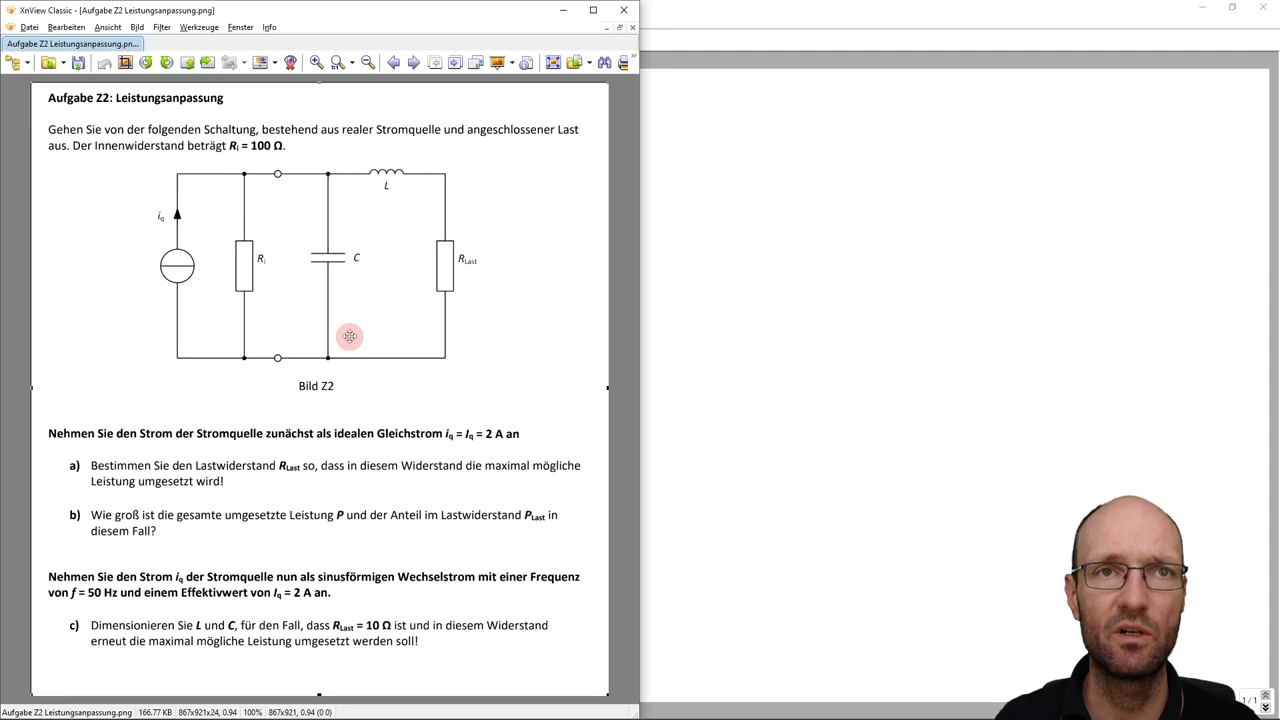 XnView Classic - [Aufgabe Z2 Leistungsanpassung.png]
Datei Bearbeiten Ansicht Bild Filter Werkzeuge Fenster Info
Aufgabe Z2 Leistungsanpassung.pn...
Aufgabe Z2: Leistungsanpassung
Gehen Sie von der folgenden Schaltung, bestehend aus realer Stromquelle und angeschlossener Last
aus. Der Innenwiderstand beträgt Ri = 100 Ω.
L
iq
Ri
C
RLast
Bild Z2
Nehmen Sie den Strom der Stromquelle zunächst als idealen Gleichstrom iq = Iq = 2 A an
a) Bestimmen Sie den Lastwiderstand RLast so, dass in diesem Widerstand die maximal mögliche
Leistung umgesetzt wird!
b) Wie groß ist die gesamte umgesetzte Leistung P und der Anteil im Lastwiderstand PLast in
diesem Fall?
Nehmen Sie den Strom iq der Stromquelle nun als sinusförmigen Wechselstrom mit einer Frequenz
von f = 50 Hz und einem Effektivwert von Iq = 2 A an.
c) Dimensionieren Sie L und C, für den Fall, dass RLast = 10 Ω ist und in diesem Widerstand
erneut die maximal mögliche Leistung umgesetzt werden soll!
1 / 1
Aufgabe Z2 Leistungsanpassung.png 166.77 KB 867x921x24, 0.94 100% 867x921, 0.94 (0 0)